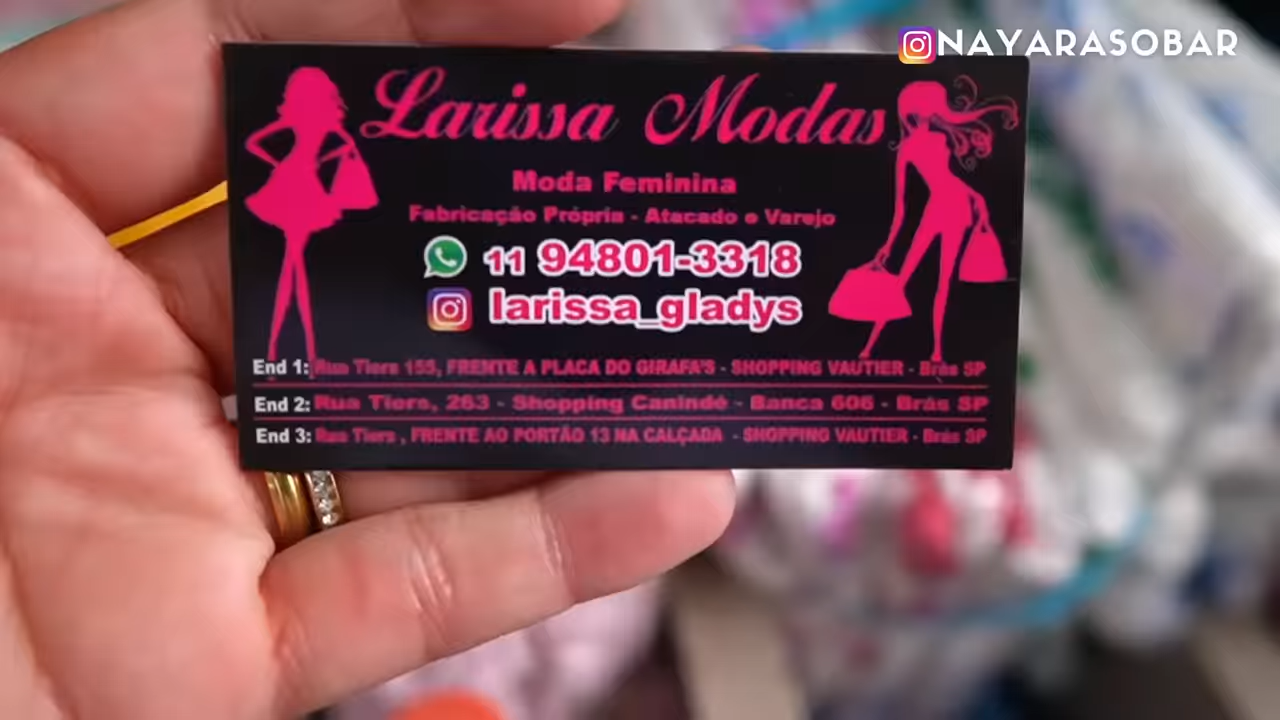 NAYARASOBAR
Larissa Modas
Moda Feminina
Fabricação Própria - Atacado e Varejo
11 94801-3318
larissa_gladys
End 1: Rua Tiers 155, FRENTE A PLACA DO GIRAFA'S - SHOPPING VAUTIER - Brás SP
End 2: Rua Tiers, 263 - Shopping Canindé - Banca 606 - Brás SP
End 3: Rua Tiers , FRENTE AO PORTÃO 13 NA CALÇADA - SHOPPING VAUTIER - Brás SP